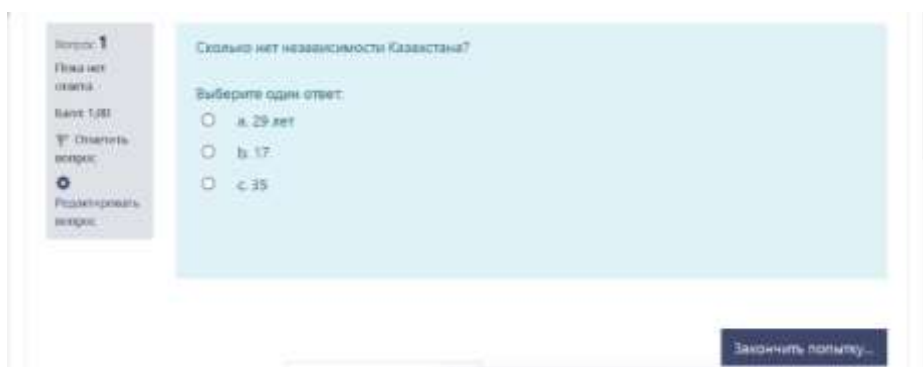 Вопрос 1
Пока нет
ответа
Балл: 1,00
Отметить
вопрос
Редактировать
вопрос
Сколько нет независимости Казахстана?
Выберите один ответ:
a. 29 лет
b. 17
c. 35
Закончить попытку...